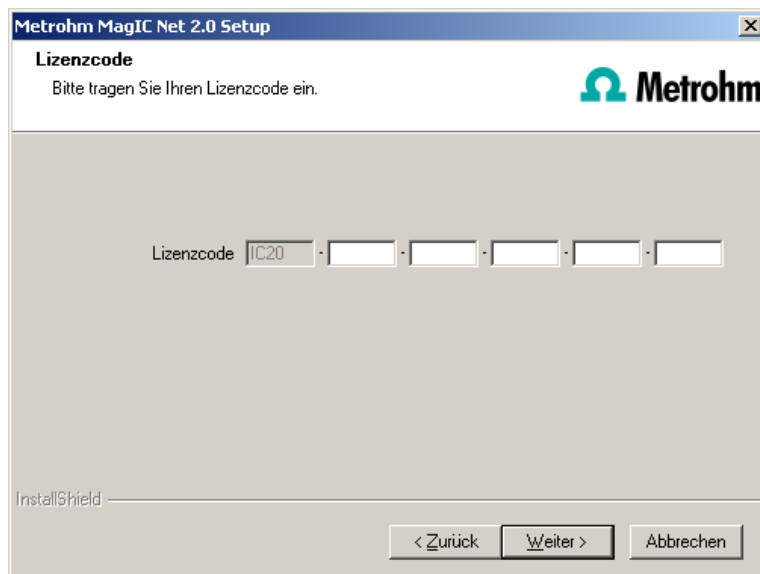 Metrohm MagIC Net 2.0 Setup
Lizenzcode
Bitte tragen Sie Ihren Lizenzcode ein.
Metrohm
Lizenzcode IC20 - - - - -
InstallShield
< Zurück Weiter > Abbrechen